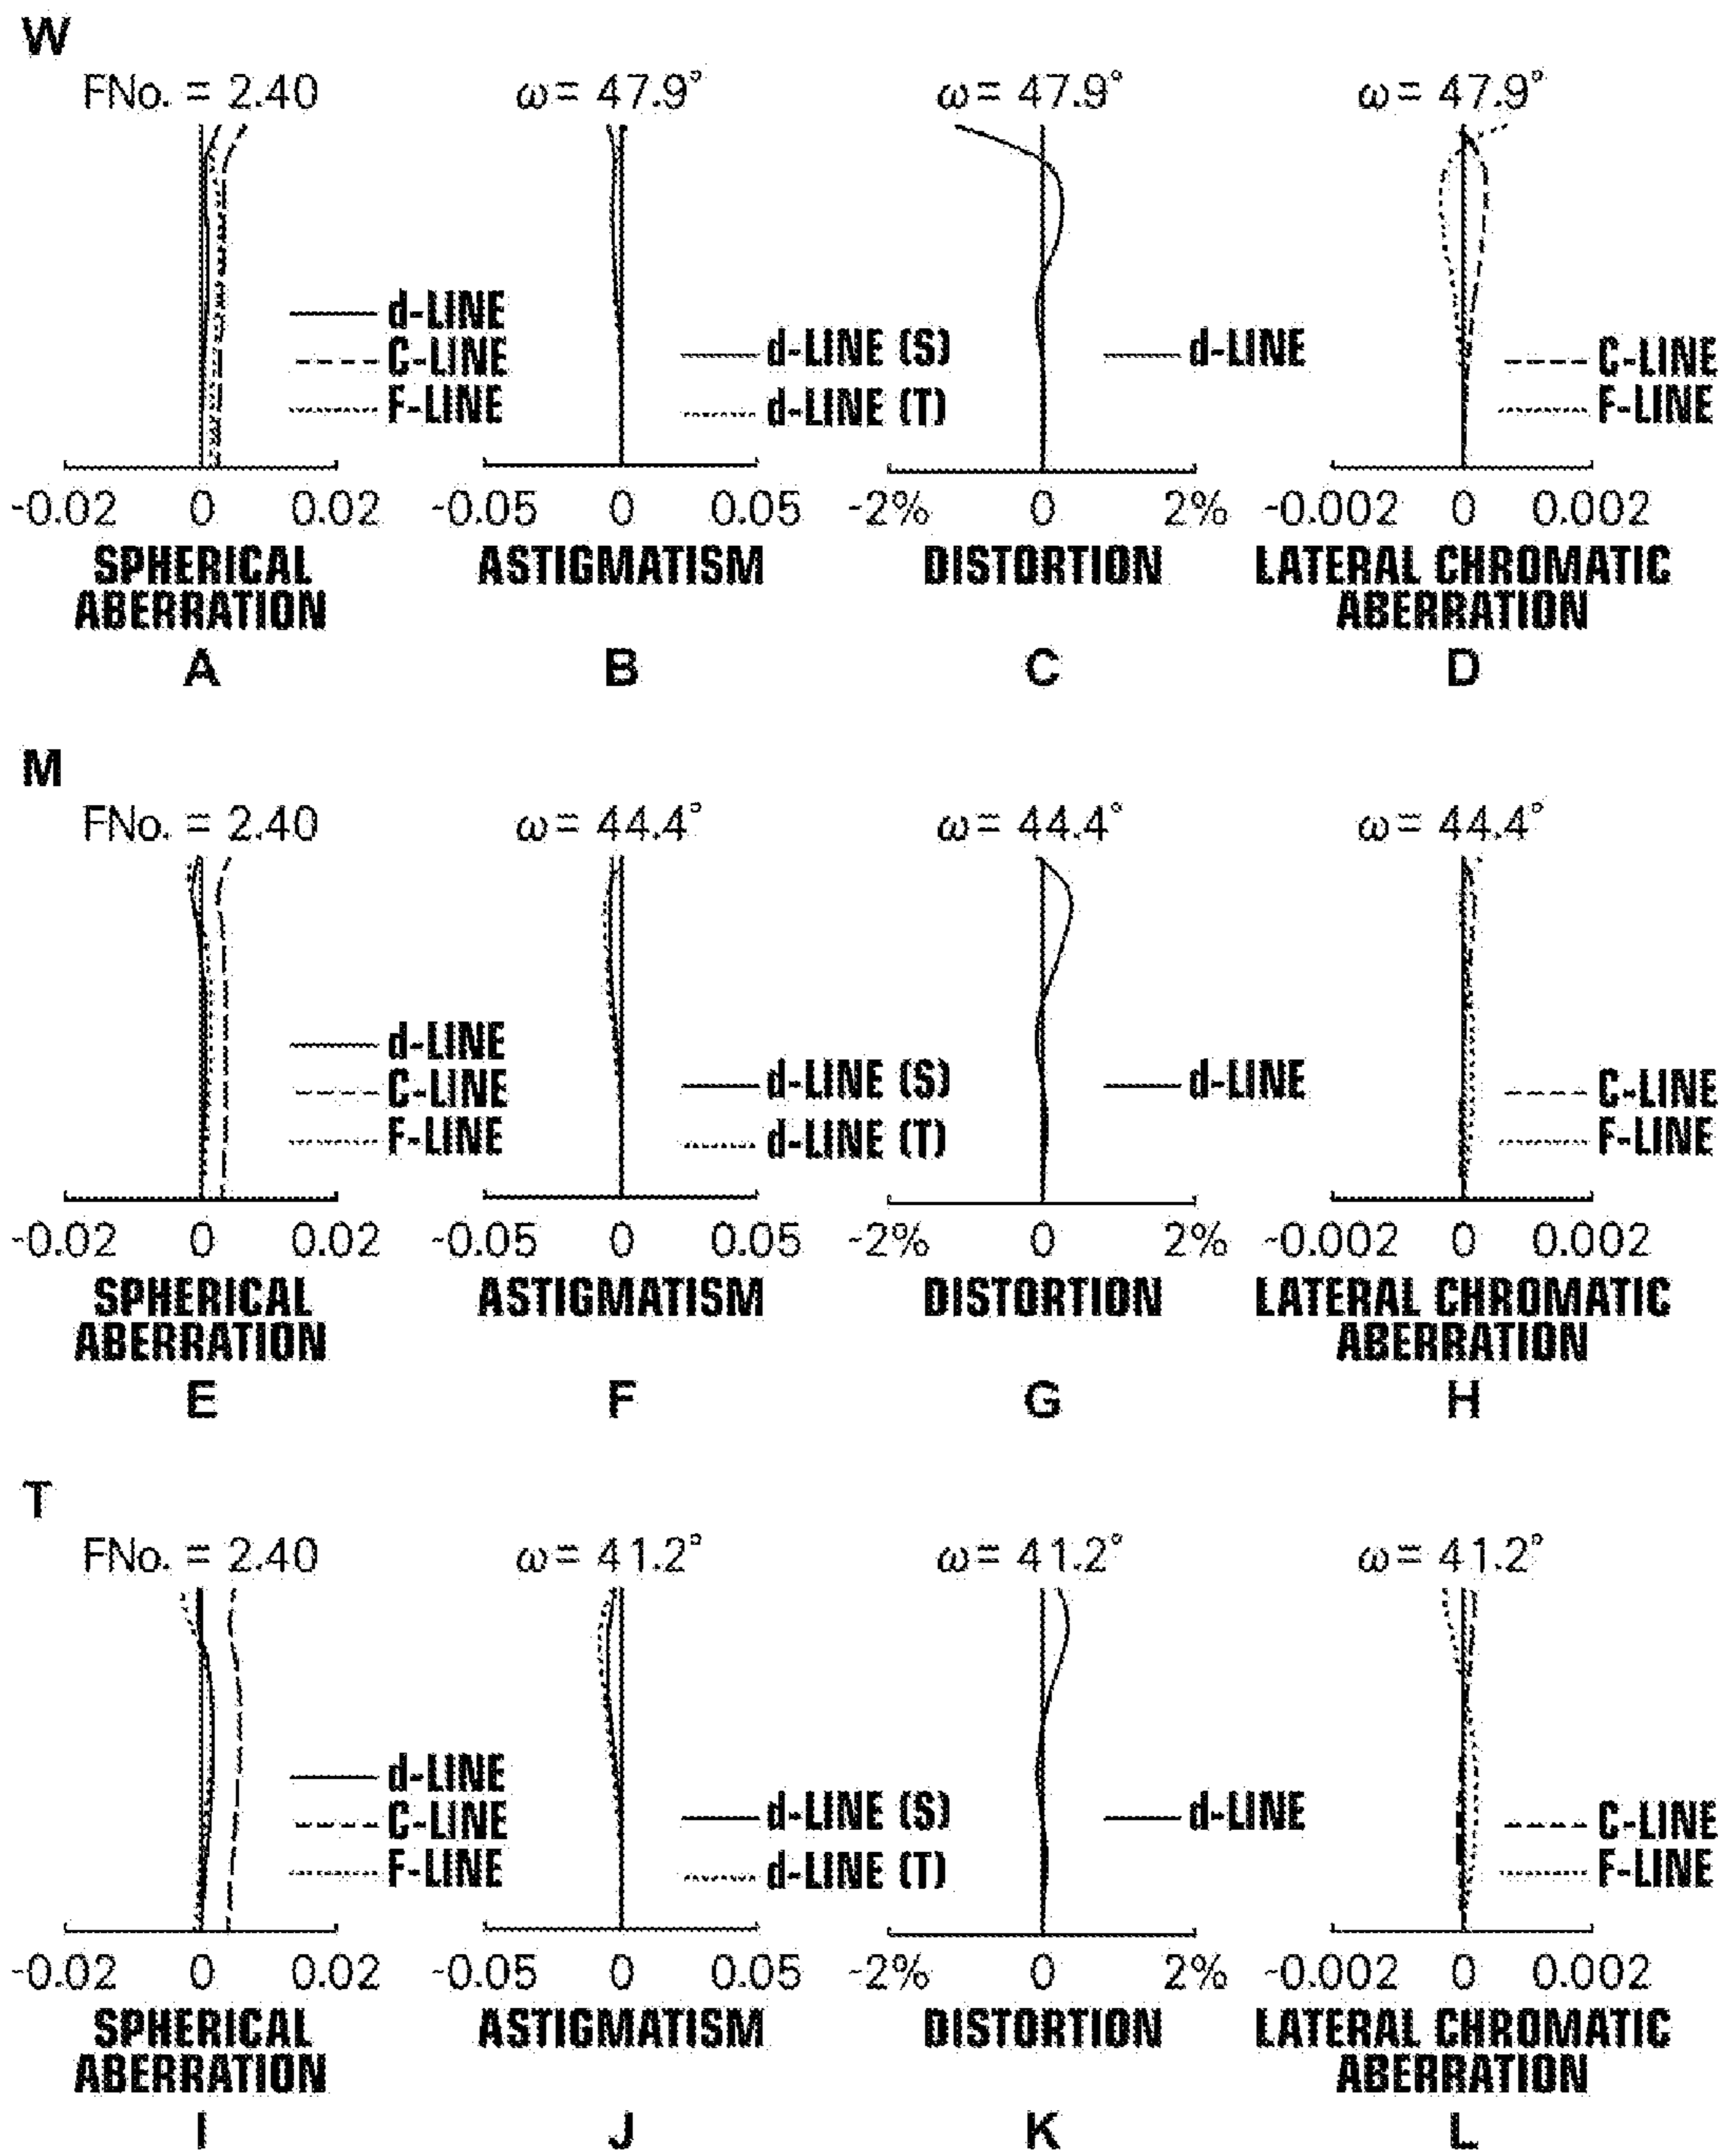 W
FNo. = 2.40 ω = 47.9° ω = 47.9° ω = 47.9°
d-LINE
C-LINE
F-LINE
d-LINE (S)
d-LINE (T)
d-LINE
C-LINE
F-LINE
-0.02 0 0.02 -0.05 0 0.05 -2% 0 2% -0.002 0 0.002
SPHERICAL ABERRATION
ASTIGMATISM
DISTORTION
LATERAL CHROMATIC ABERRATION
A B C D
M
FNo. = 2.40 ω = 44.4° ω = 44.4° ω = 44.4°
d-LINE
C-LINE
F-LINE
d-LINE (S)
d-LINE (T)
d-LINE
C-LINE
F-LINE
-0.02 0 0.02 -0.05 0 0.05 -2% 0 2% -0.002 0 0.002
SPHERICAL ABERRATION
ASTIGMATISM
DISTORTION
LATERAL CHROMATIC ABERRATION
E F G H
T
FNo. = 2.40 ω = 41.2° ω = 41.2° ω = 41.2°
d-LINE
C-LINE
F-LINE
d-LINE (S)
d-LINE (T)
d-LINE
C-LINE
F-LINE
-0.02 0 0.02 -0.05 0 0.05 -2% 0 2% -0.002 0 0.002
SPHERICAL ABERRATION
ASTIGMATISM
DISTORTION
LATERAL CHROMATIC ABERRATION
I J K L